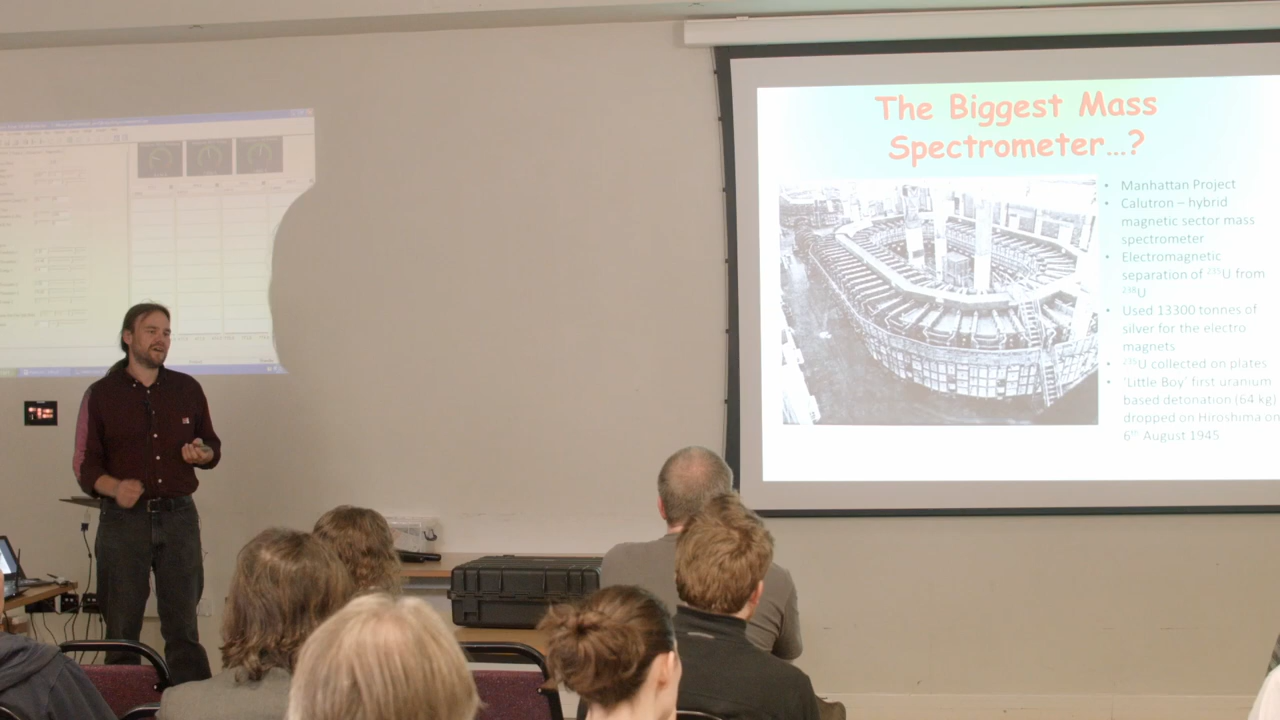 The Biggest Mass
Spectrometer...?
• Manhattan Project
• Calutron – hybrid
magnetic sector mass
spectrometer
• Electromagnetic
separation of ²³⁵U from
²³⁸U
• Used 13300 tonnes of
silver for the electro
magnets
• ²³⁵U collected on plates
• 'Little Boy' first uranium
based detonation (64 kg)
dropped on Hiroshima on
6th August 1945